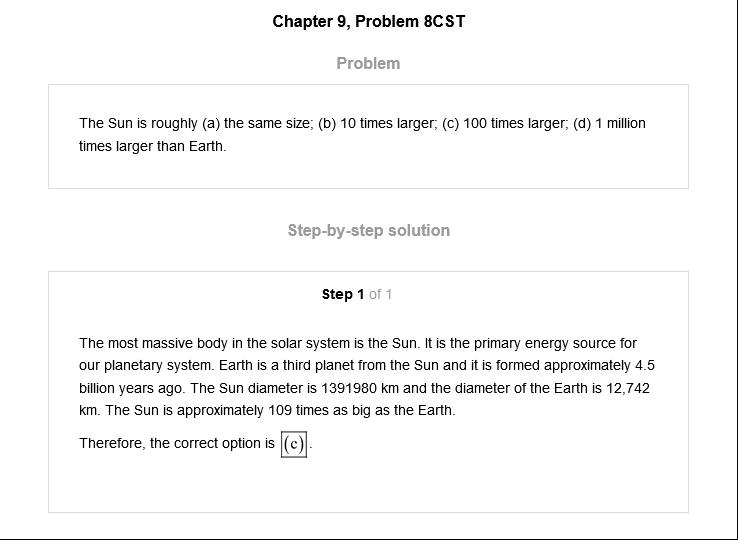 Chapter 9, Problem 8CST
Problem
The Sun is roughly (a) the same size; (b) 10 times larger; (c) 100 times larger; (d) 1 million
times larger than Earth.
Step-by-step solution
Step 1 of 1
The most massive body in the solar system is the Sun. It is the primary energy source for
our planetary system. Earth is a third planet from the Sun and it is formed approximately 4.5
billion years ago. The Sun diameter is 1391980 km and the diameter of the Earth is 12,742
km. The Sun is approximately 109 times as big as the Earth.
Therefore, the correct option is (c).